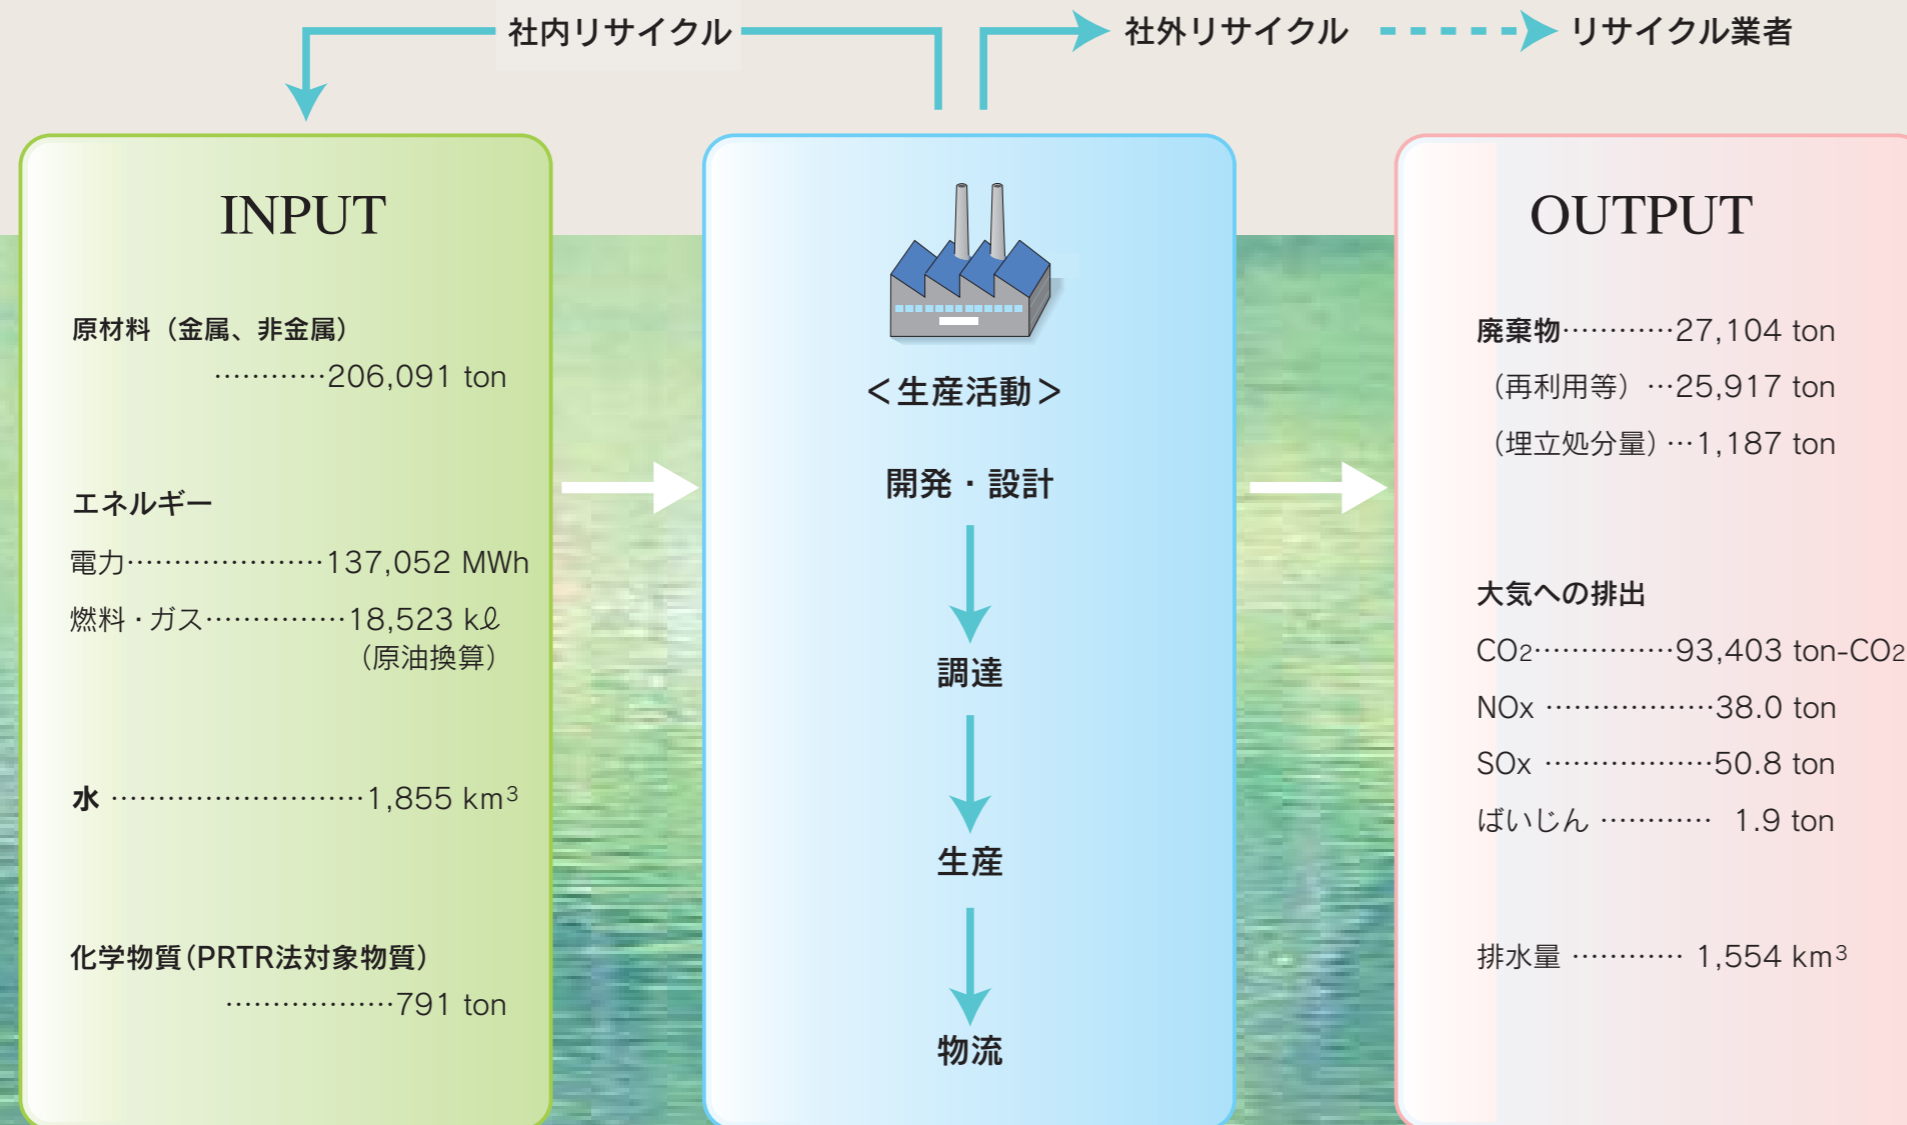 社内リサイクル
社外リサイクル
リサイクル業者
INPUT
原材料（金属、非金属）
…………206,091 ton
エネルギー
電力…………………137,052 MWh
燃料・ガス……………18,523 kℓ
（原油換算）
水 ………………………1,855 km³
化学物質（PRTR法対象物質）
………………791 ton
＜生産活動＞
開発・設計
調達
生産
物流
OUTPUT
廃棄物…………27,104 ton
（再利用等）…25,917 ton
（埋立処分量）…1,187 ton
大気への排出
CO₂……………93,403 ton-CO₂
NOx ………………38.0 ton
SOx ………………50.8 ton
ばいじん ………… 1.9 ton
排水量 ………… 1,554 km³